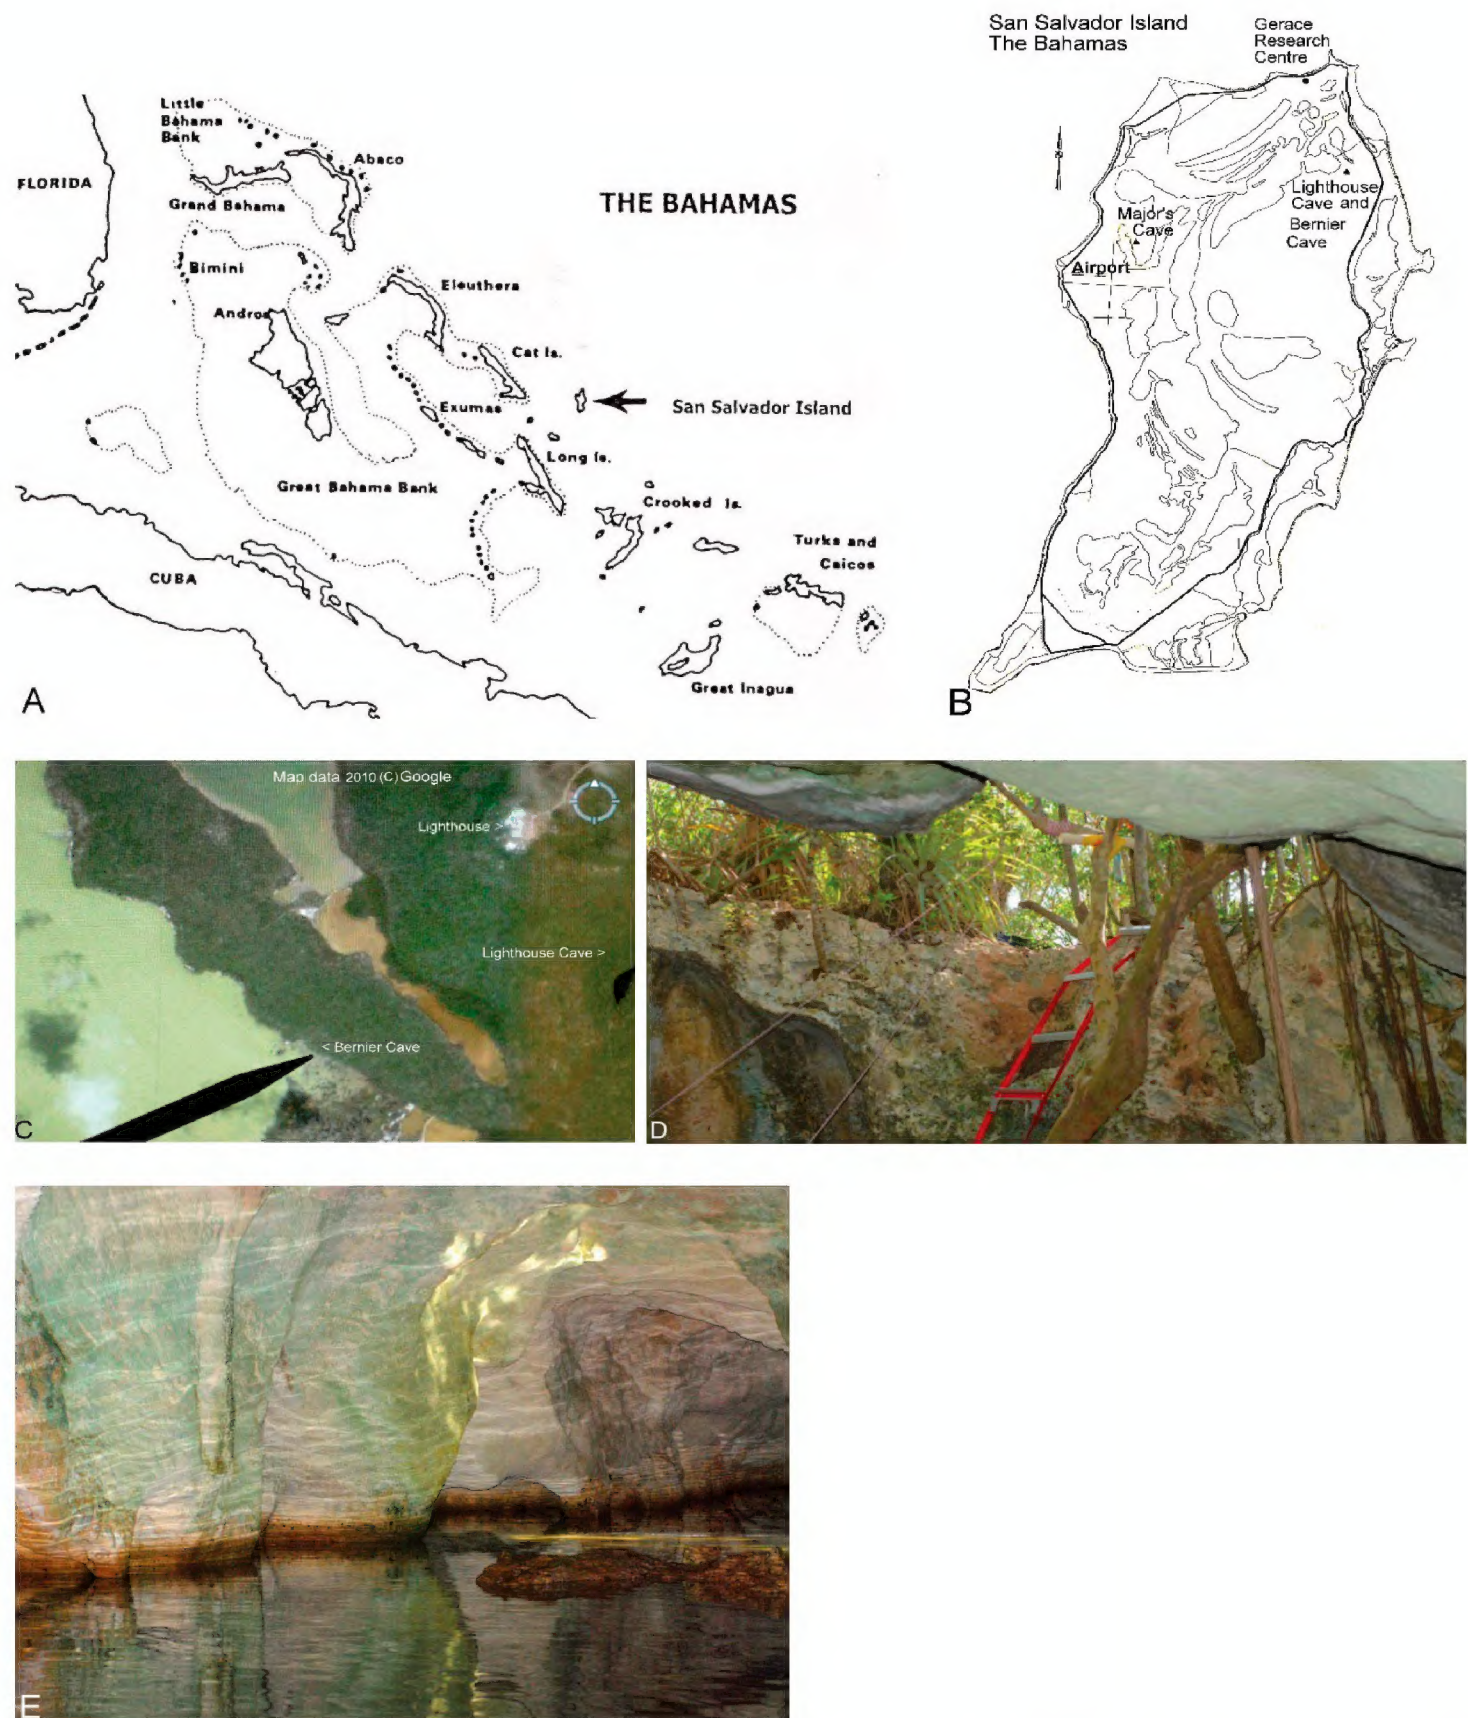 Little
Bahama
Bank
Abaco
FLORIDA
Grand Bahama
THE BAHAMAS
Bimini
Eleuthera
Andros
Cat Is.
Exumas
San Salvador Island
Long Is.
Great Bahama Bank
Crooked Is.
Turks and
Caicos
CUBA
Great Inagua
A
San Salvador Island
The Bahamas
Gerace
Research
Centre
Lighthouse
Cave and
Bernier
Cave
Major's
Cave
Airport
B
Map data 2010 (C) Google
Lighthouse >
Lighthouse Cave >
< Bernier Cave
C
D
E